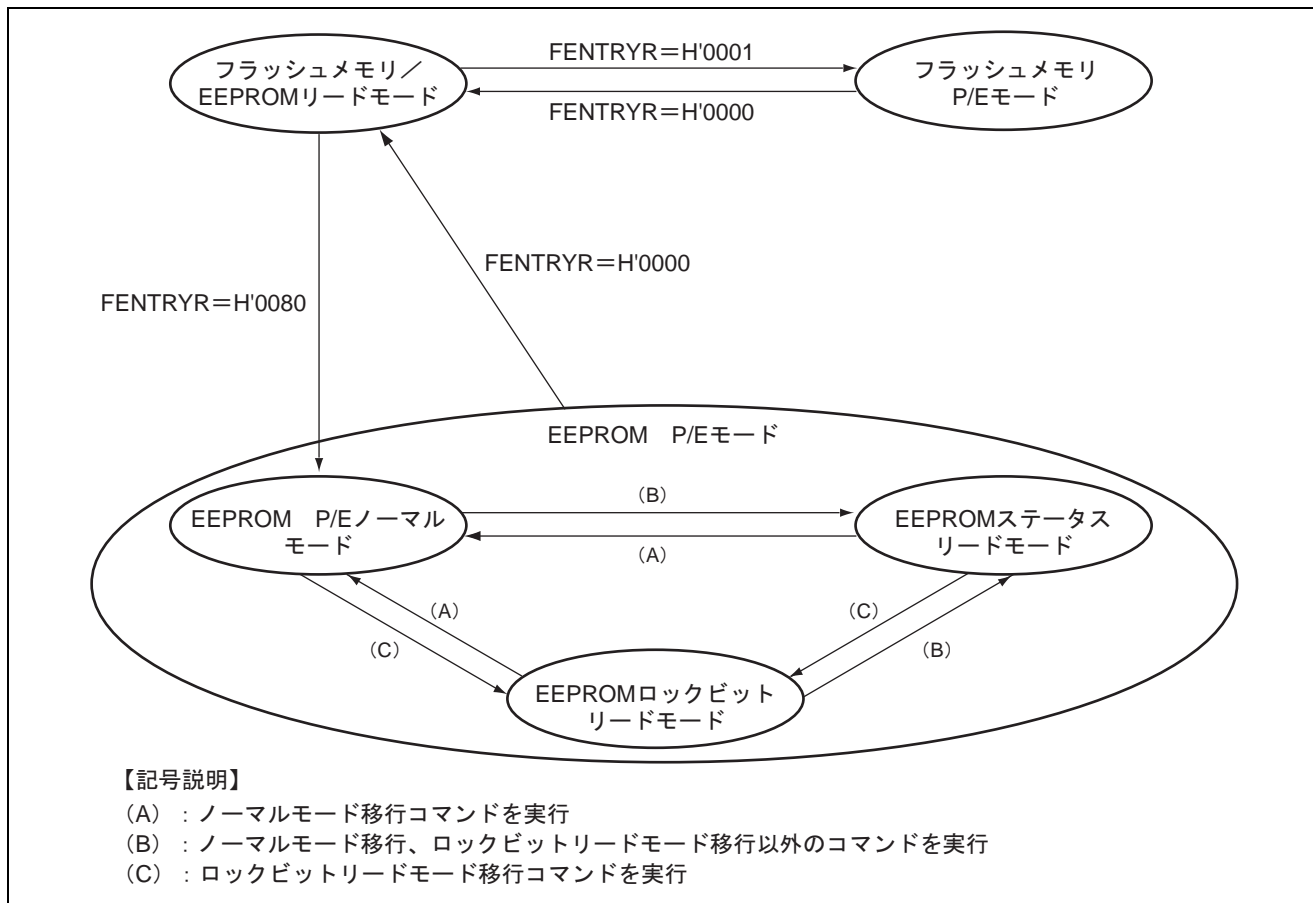 FENTRYR=H'0001
フラッシュメモリ／
EEPROMリードモード
フラッシュメモリ
P/Eモード
FENTRYR=H'0000
FENTRYR=H'0000
FENTRYR=H'0080
EEPROM　P/Eモード
EEPROM　P/Eノーマル
モード
(B)
(A)
EEPROMステータス
リードモード
(A)
(C)
(C)
(B)
EEPROMロックビット
リードモード
【記号説明】
(A)：ノーマルモード移行コマンドを実行
(B)：ノーマルモード移行、ロックビットリードモード移行以外のコマンドを実行
(C)：ロックビットリードモード移行コマンドを実行